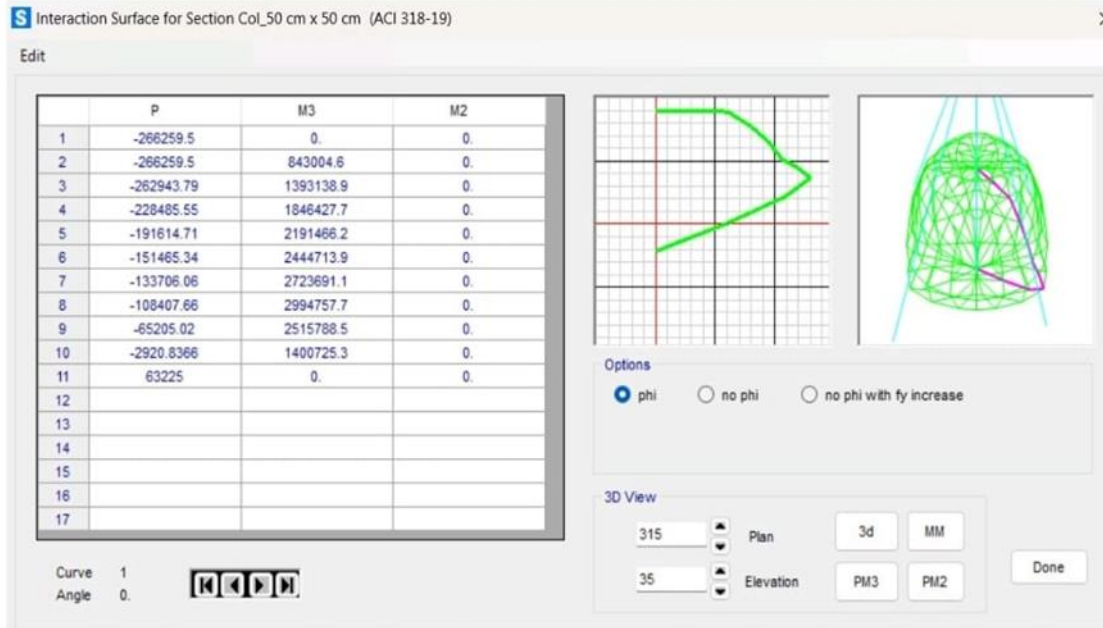 S Interaction Surface for Section Col_50 cm x 50 cm (ACI 318-19)
Edit
P M3 M2
1 -266259.5 0. 0.
2 -266259.5 843004.6 0.
3 -262943.79 1393138.9 0.
4 -228485.55 1846427.7 0.
5 -191614.71 2191466.2 0.
6 -151465.34 2444713.9 0.
7 -133706.06 2723691.1 0.
8 -108407.66 2994757.7 0.
9 -65205.02 2515788.5 0.
10 -2920.8366 1400725.3 0.
11 63225 0. 0.
12
13
14
15
16
17
Curve 1
Angle 0.
Options
phi no phi no phi with fy increase
3D View
315 Plan 3d MM
35 Elevation PM3 PM2
Done